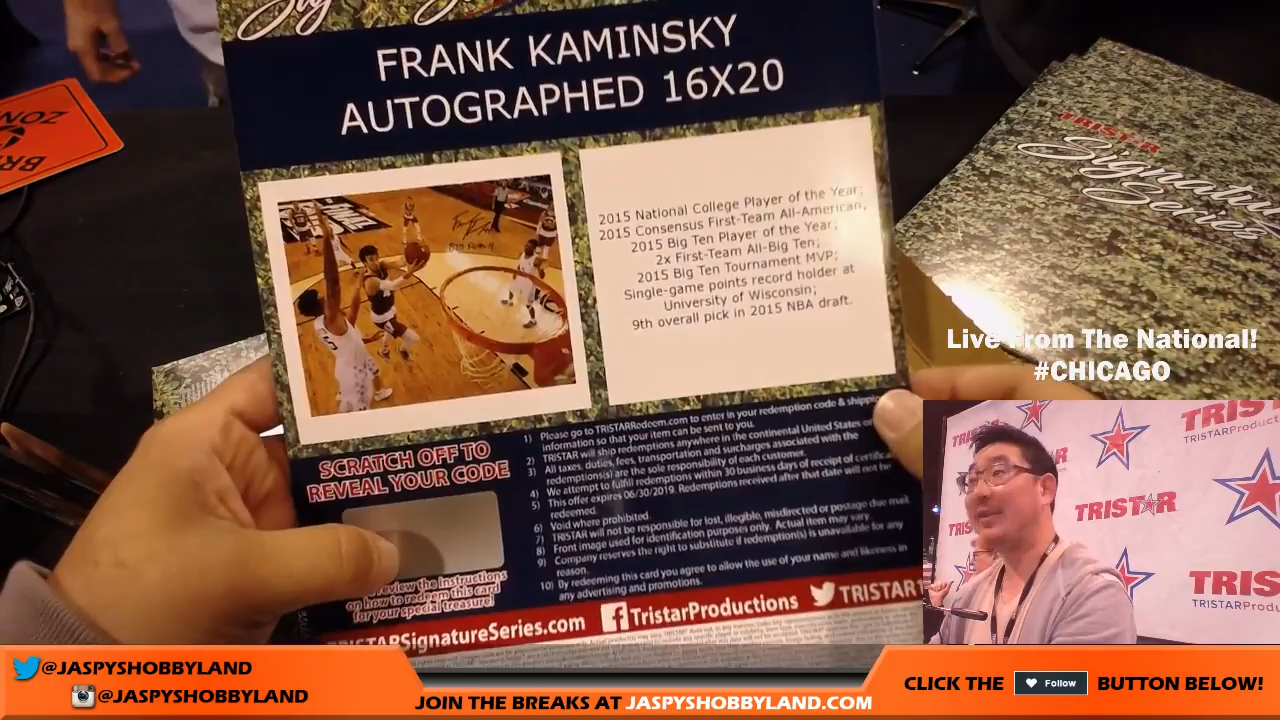 Signature Series
FRANK KAMINSKY
AUTOGRAPHED 16X20
2015 National College Player of the Year;
2015 Consensus First-Team All-American,
2015 Big Ten Player of the Year;
2x First-Team All-Big Ten;
2015 Big Ten Tournament MVP;
Single-game points record holder at
University of Wisconsin;
9th overall pick in 2015 NBA draft.
SCRATCH OFF TO
REVEAL YOUR CODE
review the instructions
on how to redeem this card
for your special treasure!
1) Please go to TRISTARRedeem.com to enter in your redemption code & shipping
information so that your item can be sent to you.
2) TRISTAR will ship redemptions anywhere in the continental United States
3) All taxes, duties, fees, transportation and surcharges associated with the
redemptions(s) are the sole responsibility of each customer.
4) We attempt to fulfill redemptions within 30 business days of receipt of
5) This offer expires 06/30/2019. Redemptions received after that date will not be
redeemed.
6) Void where prohibited.
7) TRISTAR will not be responsible for lost, illegible, misdirected or postage due mail
8) Front image used for identification purposes only. Actual item may vary
9) Company reserves the right to substitute if redemption(s) is unavailable for any
reason.
10) By redeeming this card you agree to allow the use of your name and likeness in
any advertising and promotions.
TRISTARSignatureSeries.com
TristarProductions
TRISTAR
TRISTAR
Signature
Series
ZON
BR
Live From The National!
#CHICAGO
TRISTAR
TRISTARProduct
TRISTAR
TRISTAR
TRISTARProduc
@JASPYSHOBBYLAND
@JASPYSHOBBYLAND
JOIN THE BREAKS AT JASPYSHOBBYLAND.COM
CLICK THE Follow BUTTON BELOW!